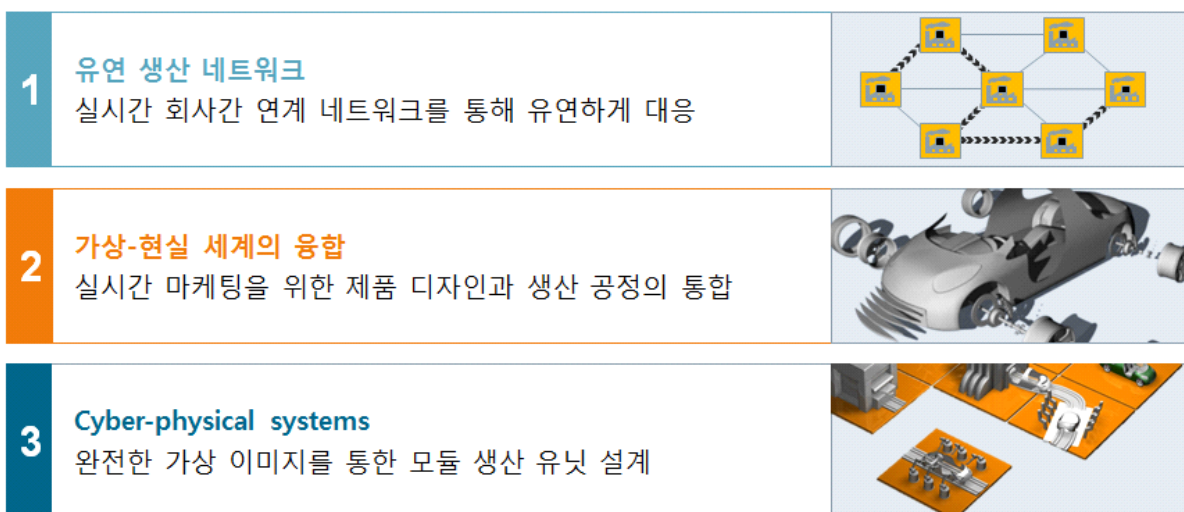 1
유연 생산 네트워크
실시간 회사간 연계 네트워크를 통해 유연하게 대응
2
가상-현실 세계의 융합
실시간 마케팅을 위한 제품 디자인과 생산 공정의 통합
3
Cyber-physical systems
완전한 가상 이미지를 통한 모듈 생산 유닛 설계